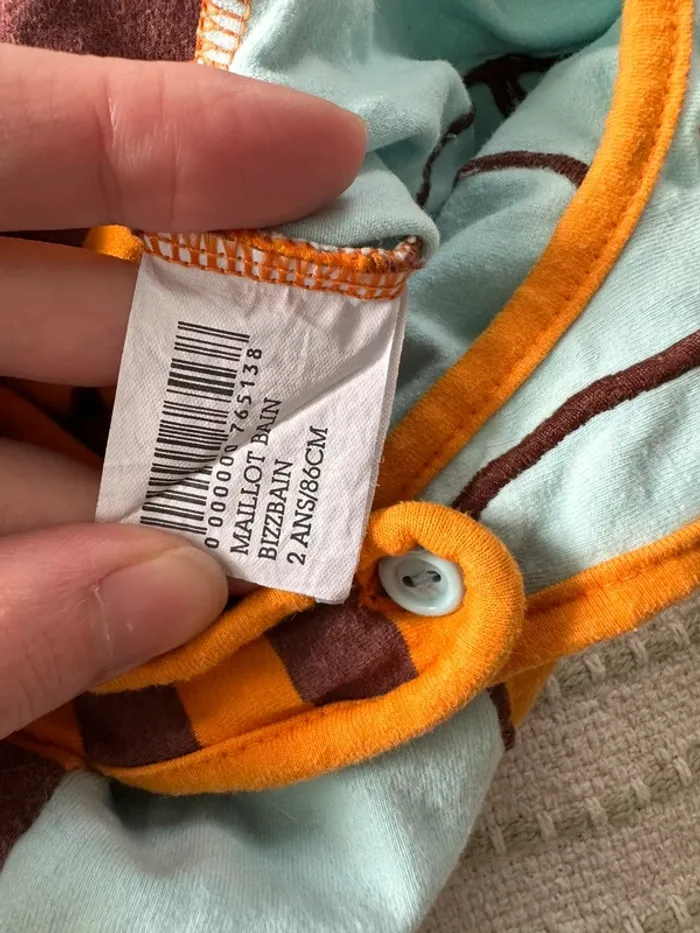 0 000000 765138
MAILLOT BAIN
BIZZBAIN
2 ANS/86CM